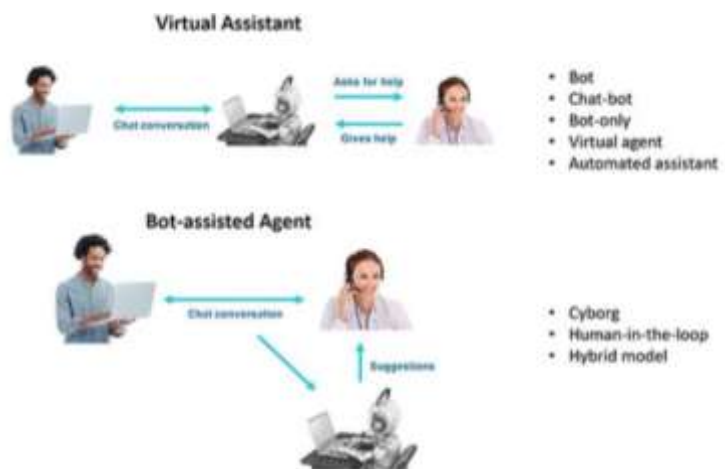 Virtual Assistant
Asks for help
Chat conversation
Gives help
• Bot
• Chat-bot
• Bot-only
• Virtual agent
• Automated assistant
Bot-assisted Agent
Chat conversation
Suggestions
• Cyborg
• Human-in-the-loop
• Hybrid model